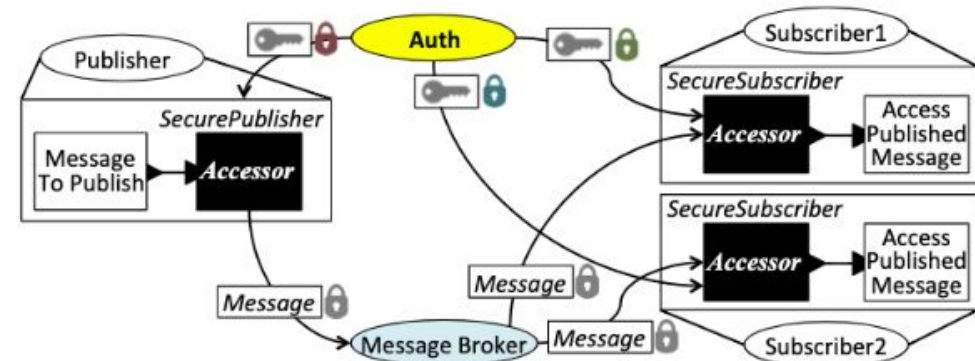 Auth
Publisher
SecurePublisher
Message
To Publish
Accessor
Subscriber1
SecureSubscriber
Accessor
Access
Published
Message
SecureSubscriber
Accessor
Access
Published
Message
Subscriber2
Message
Message
Message
Message Broker